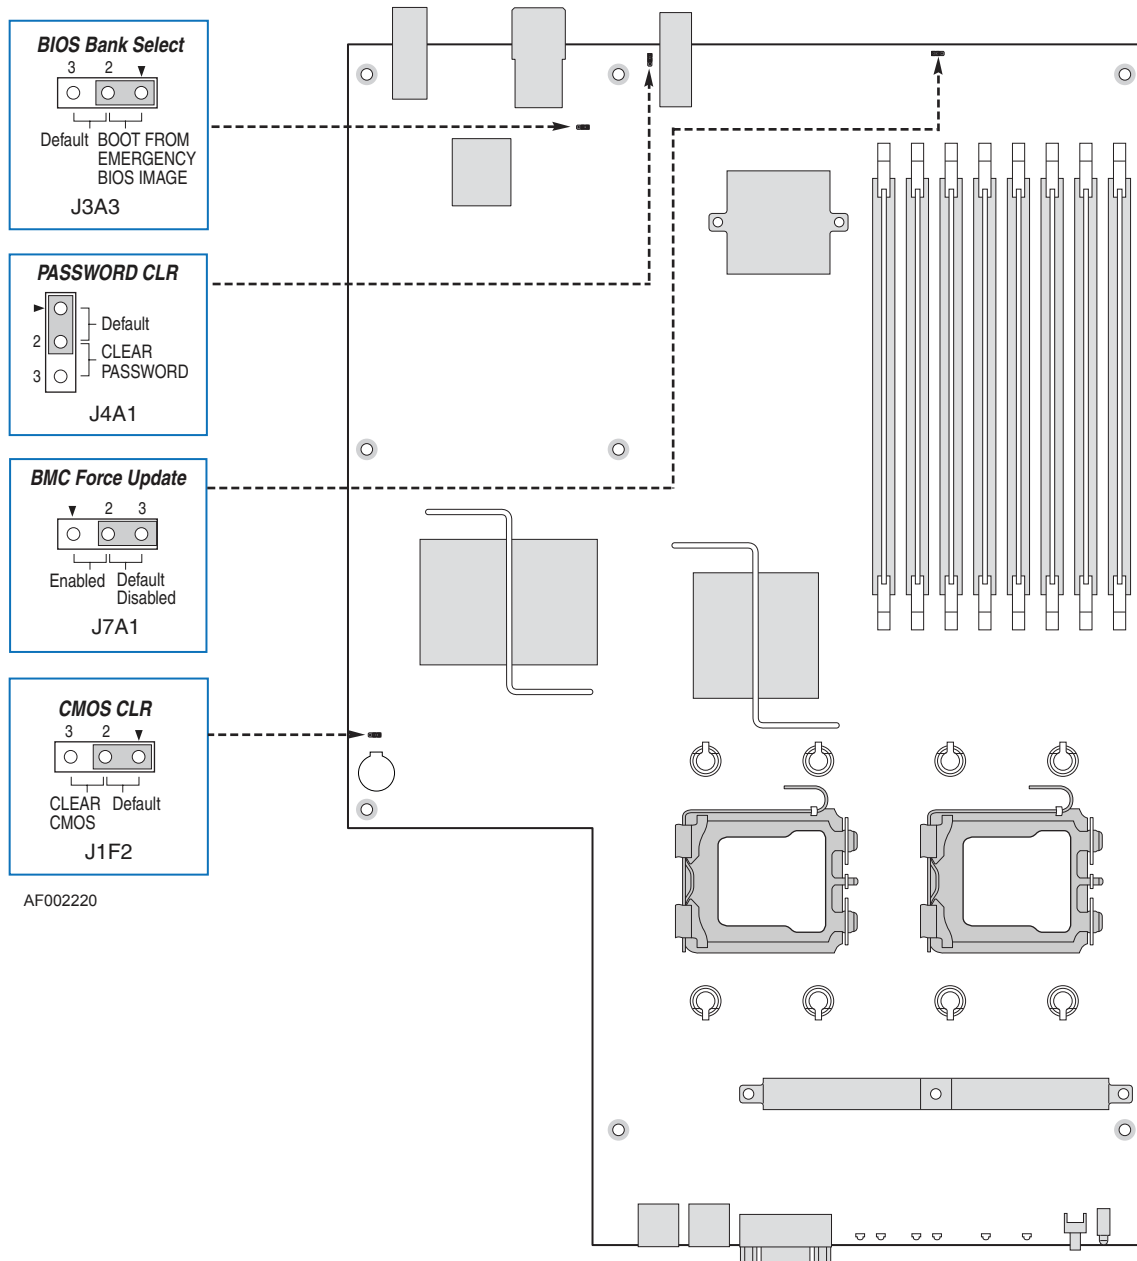 BIOS Bank Select
3 2
Default BOOT FROM
EMERGENCY
BIOS IMAGE
J3A3
PASSWORD CLR
Default
2
CLEAR
PASSWORD
3
J4A1
BMC Force Update
2 3
Enabled Default
Disabled
J7A1
CMOS CLR
3 2
CLEAR Default
CMOS
J1F2
AF002220